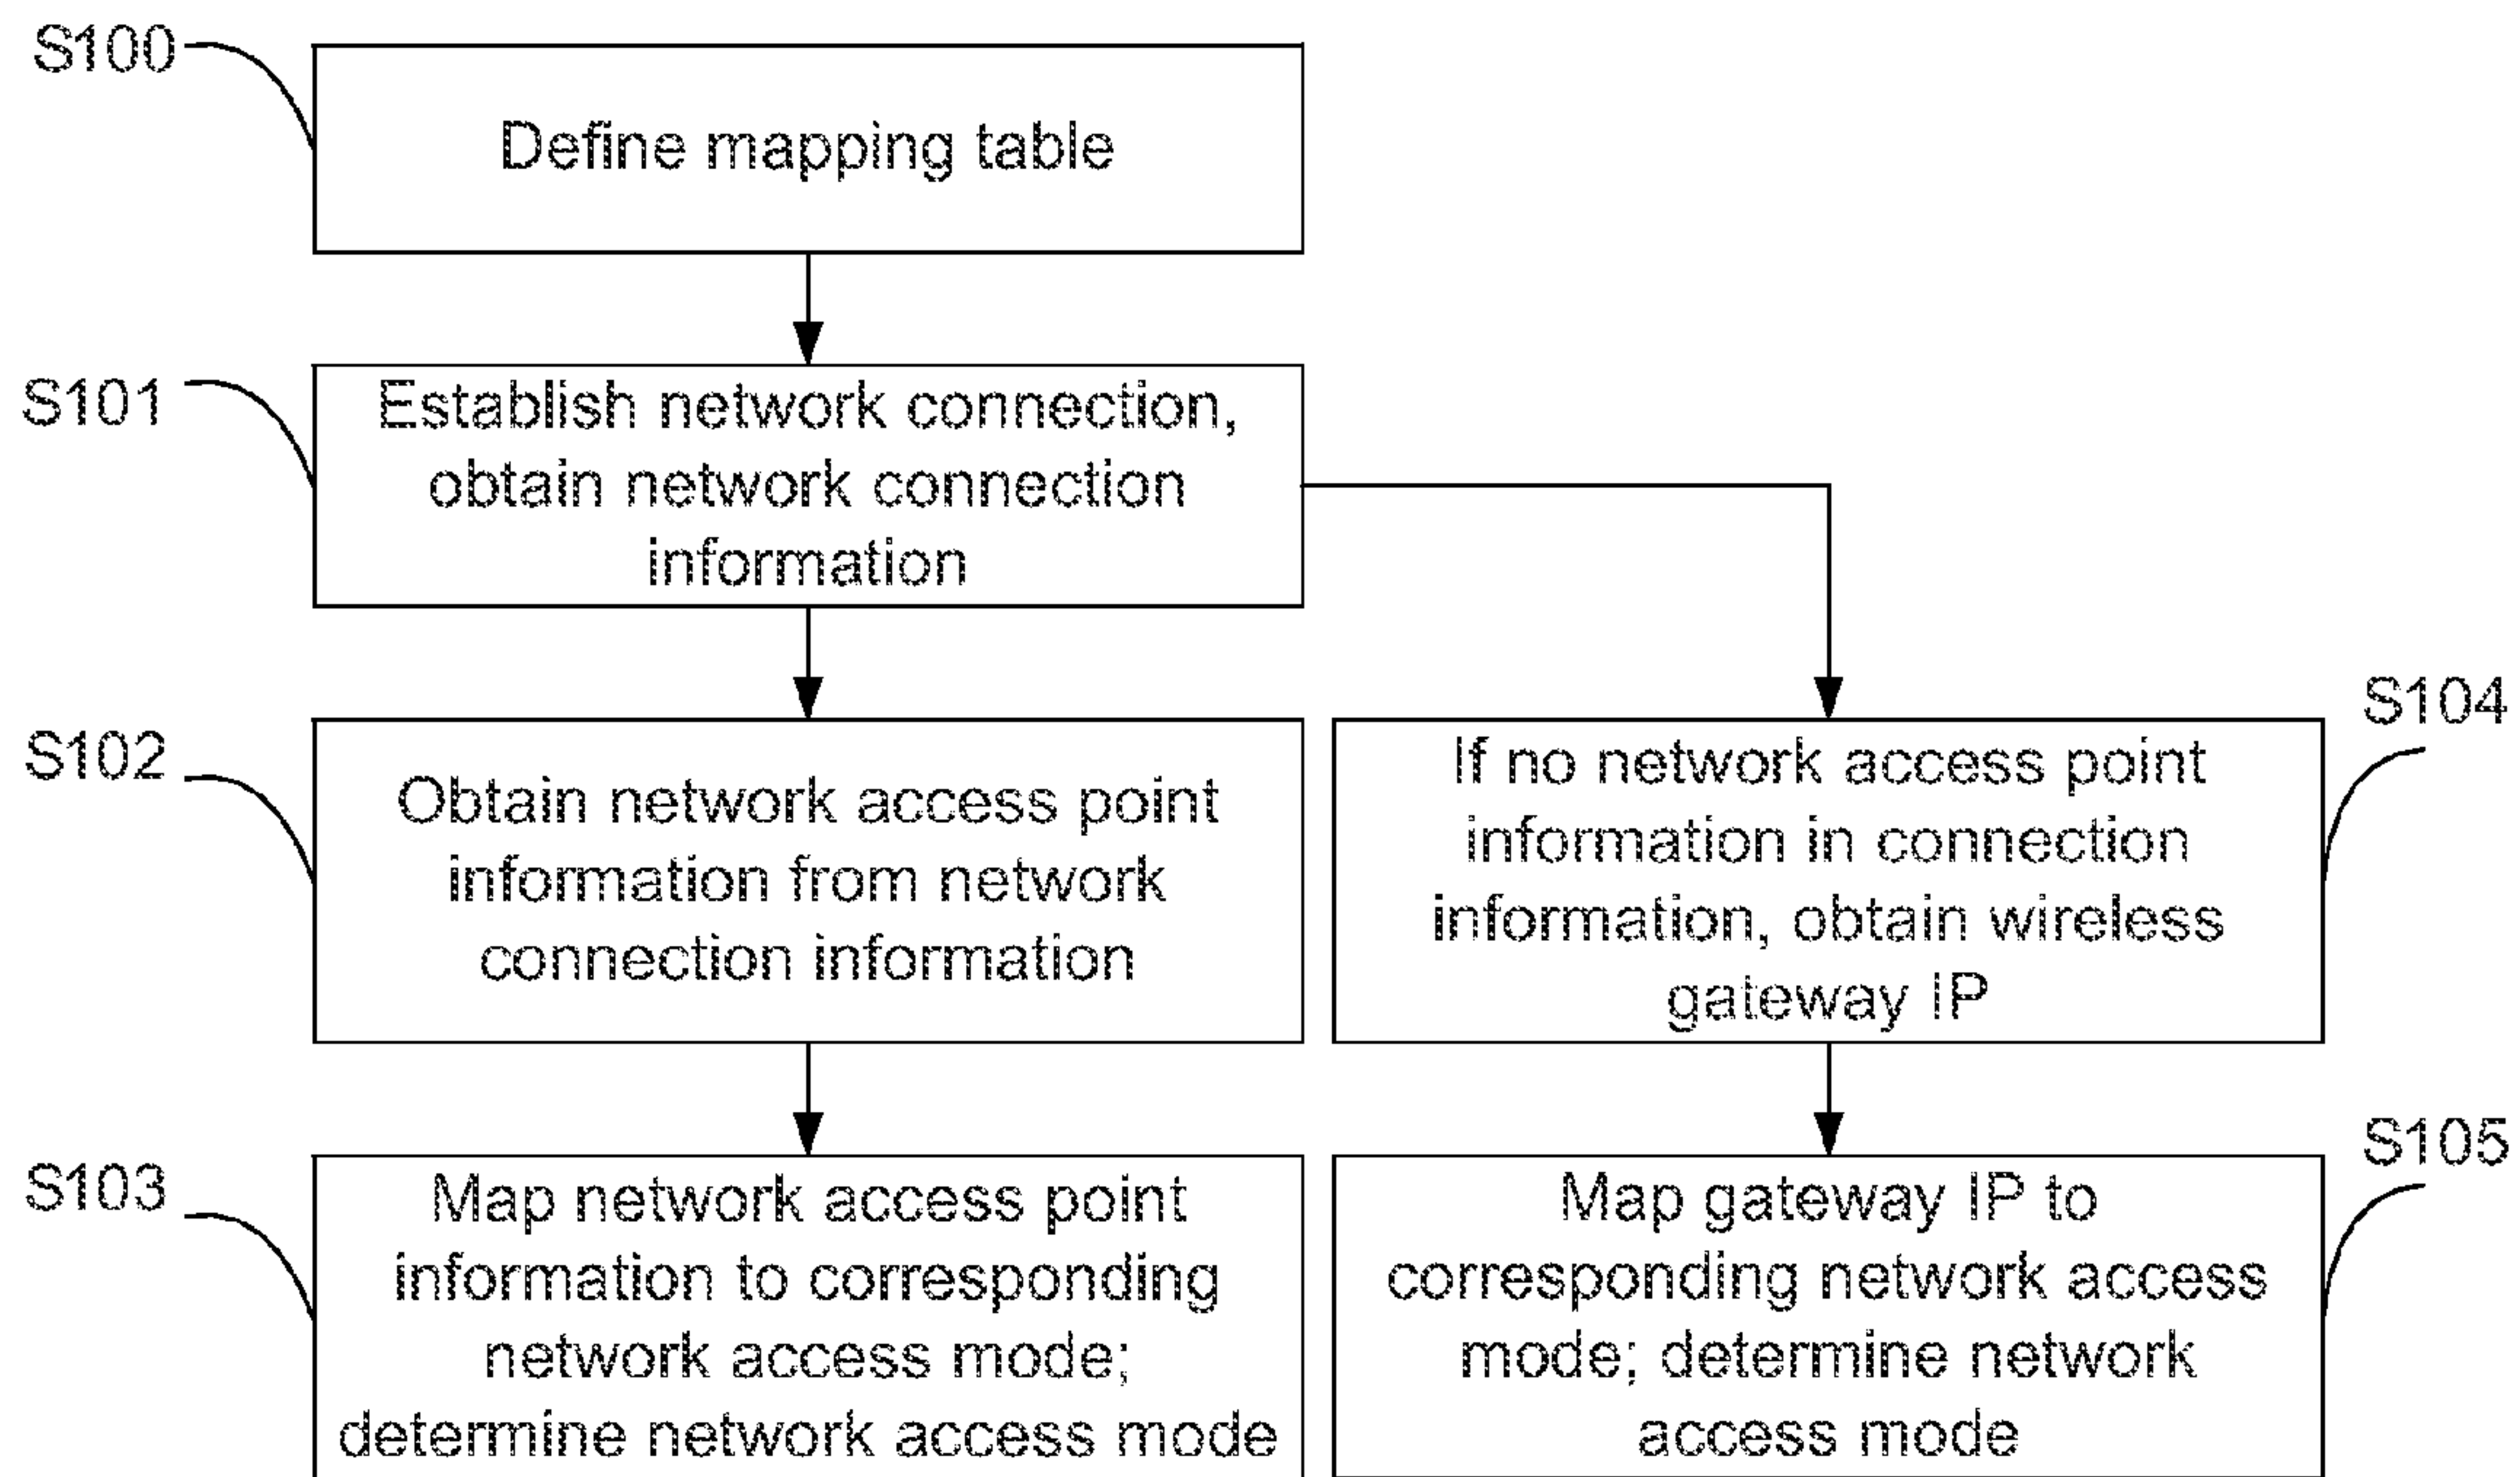 S100
Define mapping table
S101
Establish network connection,
obtain network connection
information
S102
Obtain network access point
information from network
connection information
S104
If no network access point
information in connection
information, obtain wireless
gateway IP
S103
Map network access point
information to corresponding
network access mode;
determine network access mode
S105
Map gateway IP to
corresponding network access
mode; determine network
access mode